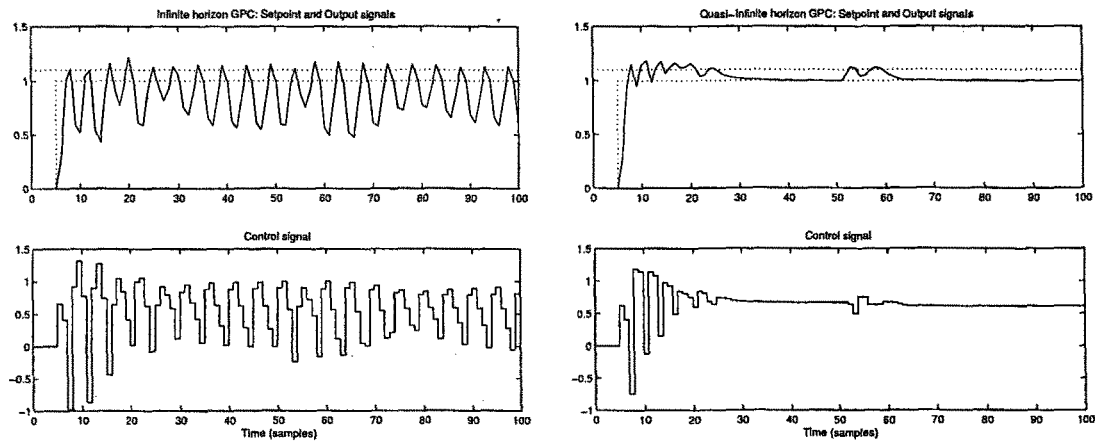 Infinite horizon GPC: Setpoint and Output signals
1.5
1
0.5
0
0 10 20 30 40 50 60 70 80 90 100
Control signal
1.5
1
0.5
0
−0.5
−1
0 10 20 30 40 50 60 70 80 90 100
Time (samples)
Quasi−Infinite horizon GPC: Setpoint and Output signals
1.5
1
0.5
0
0 10 20 30 40 50 60 70 80 90 100
Control signal
1.5
1
0.5
0
−0.5
−1
0 10 20 30 40 50 60 70 80 90 100
Time (samples)